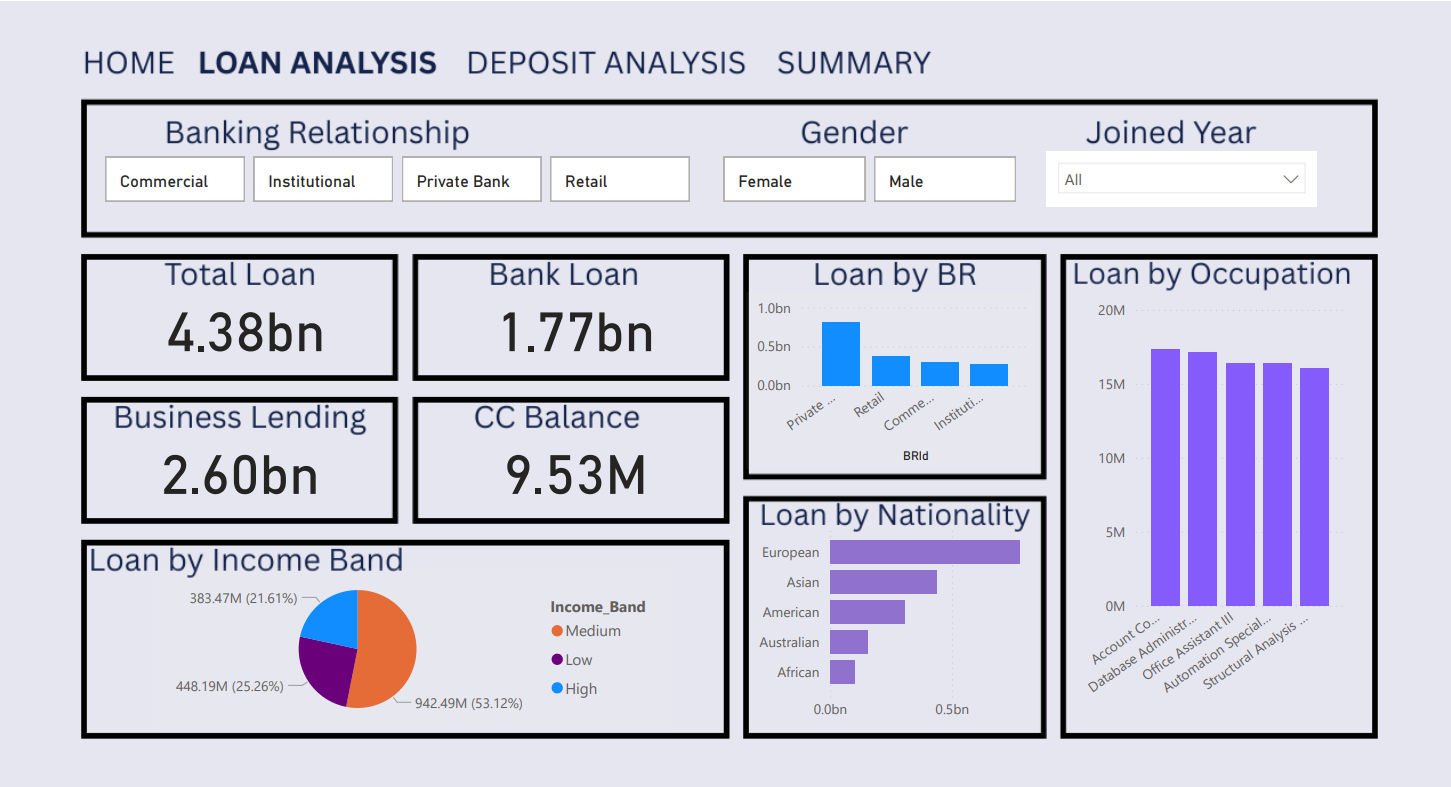 HOME LOAN ANALYSIS DEPOSIT ANALYSIS SUMMARY
Banking Relationship
Commercial Institutional Private Bank Retail
Gender
Female Male
Joined Year
All
Total Loan
4.38bn
Bank Loan
1.77bn
Business Lending
2.60bn
CC Balance
9.53M
Loan by Income Band
383.47M (21.61%)
448.19M (25.26%)
942.49M (53.12%)
Income_Band
Medium
Low
High
Loan by BR
1.0bn
0.5bn
0.0bn
Private ...
Retail
Comme...
Instituti...
BRId
Loan by Nationality
European
Asian
American
Australian
African
0.0bn 0.5bn
Loan by Occupation
20M
15M
10M
5M
0M
Account Co...
Database Administr...
Office Assistant III
Automation Special...
Structural Analysis ...